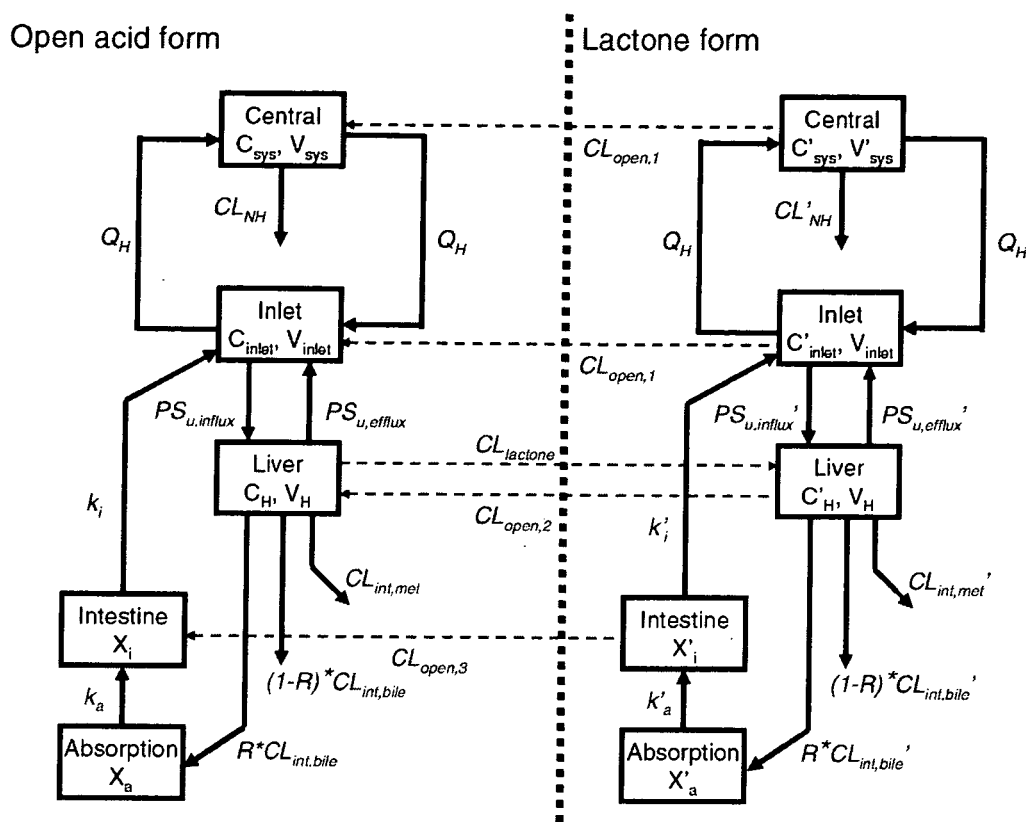 Open acid form
Lactone form
Central
C_sys, V_sys
Central
C'_sys, V'_sys
CL_open,1
CL_NH
CL'_NH
Q_H
Q_H
Q_H
Inlet
C_inlet, V_inlet
Inlet
C'_inlet, V_inlet
CL_open,1
PS_u,influx
PS_u,efflux
PS_u,influx'
PS_u,efflux'
CL_lactone
Liver
C_H, V_H
Liver
C'_H, V_H
CL_open,2
k_i
k'_i
CL_int,met
CL_int,met'
Intestine
X_i
Intestine
X'_i
CL_open,3
(1-R)*CL_int,bile
(1-R)*CL_int.bile'
k_a
k'_a
Absorption
X_a
Absorption
X'_a
R*CL_int.bile
R*CL_int,bile'